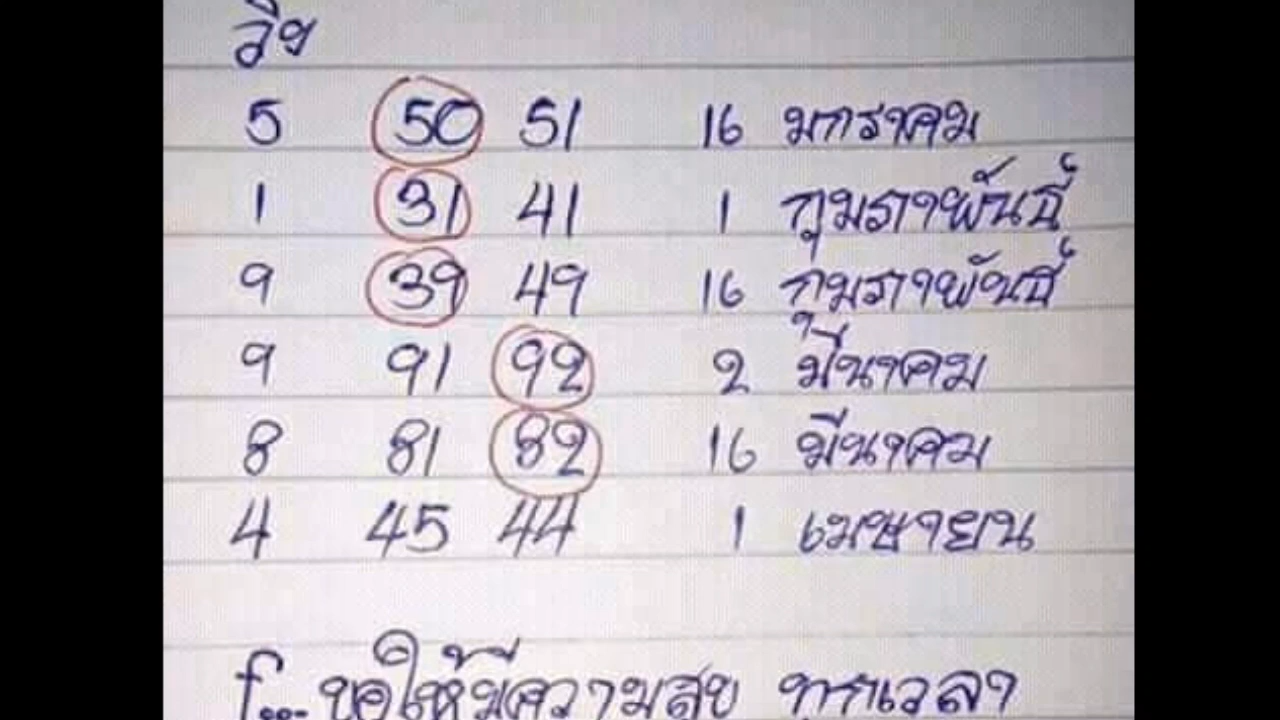 วิ่ง
5 50 51 16 มกราคม
1 31 41 1 กุมภาพันธ์
9 39 49 16 กุมภาพันธ์
9 91 92 2 มีนาคม
8 81 82 16 มีนาคม
4 45 44 1 เมษายน
f... ขอให้มีความสุข ทุกเวลา